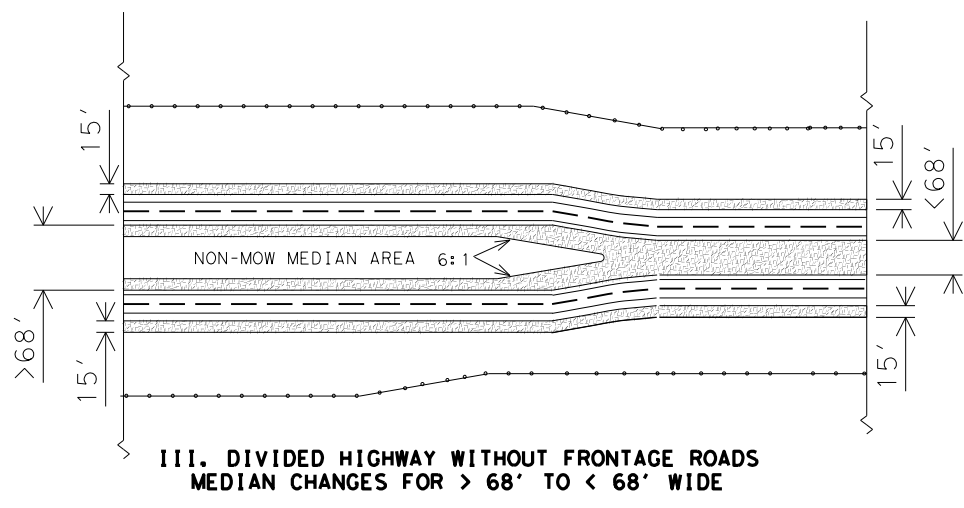 15'
15'
<68'
NON-MOW MEDIAN AREA 6:1
>68'
15'
15'
III. DIVIDED HIGHWAY WITHOUT FRONTAGE ROADS
MEDIAN CHANGES FOR > 68' TO < 68' WIDE